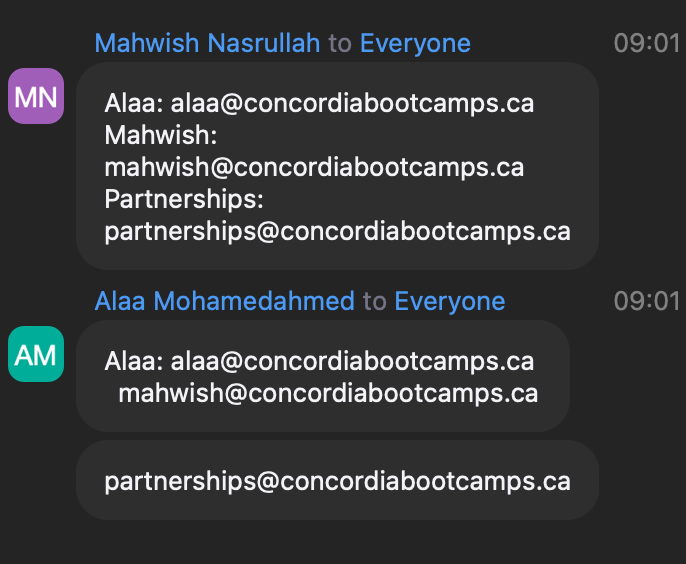 Mahwish Nasrullah to Everyone 09:01
MN
Alaa: alaa@concordiabootcamps.ca
Mahwish:
mahwish@concordiabootcamps.ca
Partnerships:
partnerships@concordiabootcamps.ca
Alaa Mohamedahmed to Everyone 09:01
AM
Alaa: alaa@concordiabootcamps.ca
mahwish@concordiabootcamps.ca
partnerships@concordiabootcamps.ca